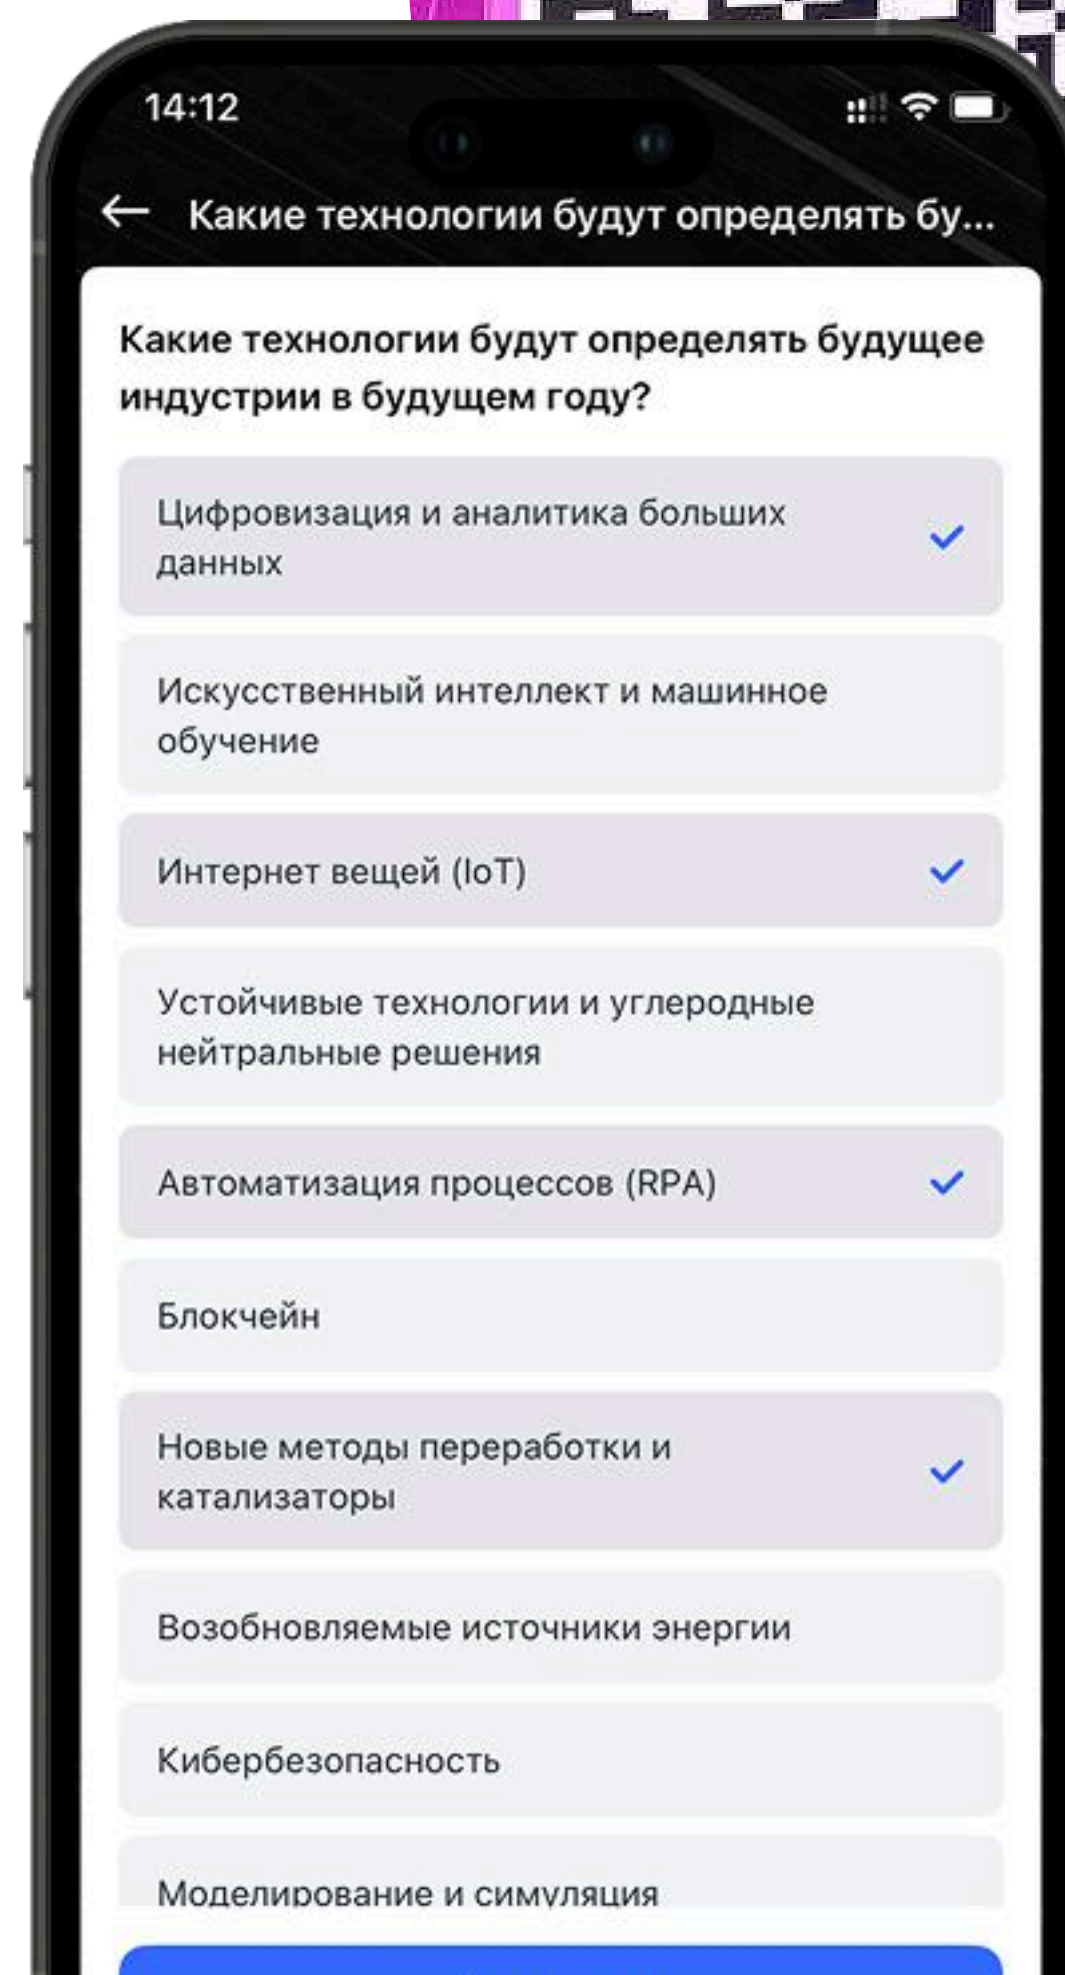 14:12
Какие технологии будут определять бу...
Какие технологии будут определять будущее
индустрии в будущем году?
Цифровизация и аналитика больших
данных
Искусственный интеллект и машинное
обучение
Интернет вещей (IoT)
Устойчивые технологии и углеродные
нейтральные решения
Автоматизация процессов (RPA)
Блокчейн
Новые методы переработки и
катализаторы
Возобновляемые источники энергии
Кибербезопасность
Моделирование и симуляция